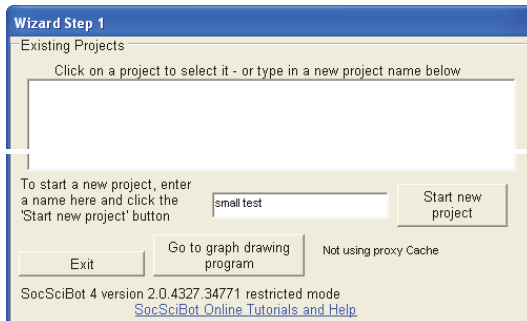 Wizard Step 1
Existing Projects
Click on a project to select it - or type in a new project name below
To start a new project, enter
a name here and click the
'Start new project' button
small test
Start new
project
Exit
Go to graph drawing
program
Not using proxy Cache
SocSciBot 4 version 2.0.4327.34771 restricted mode
SocSciBot Online Tutorials and Help